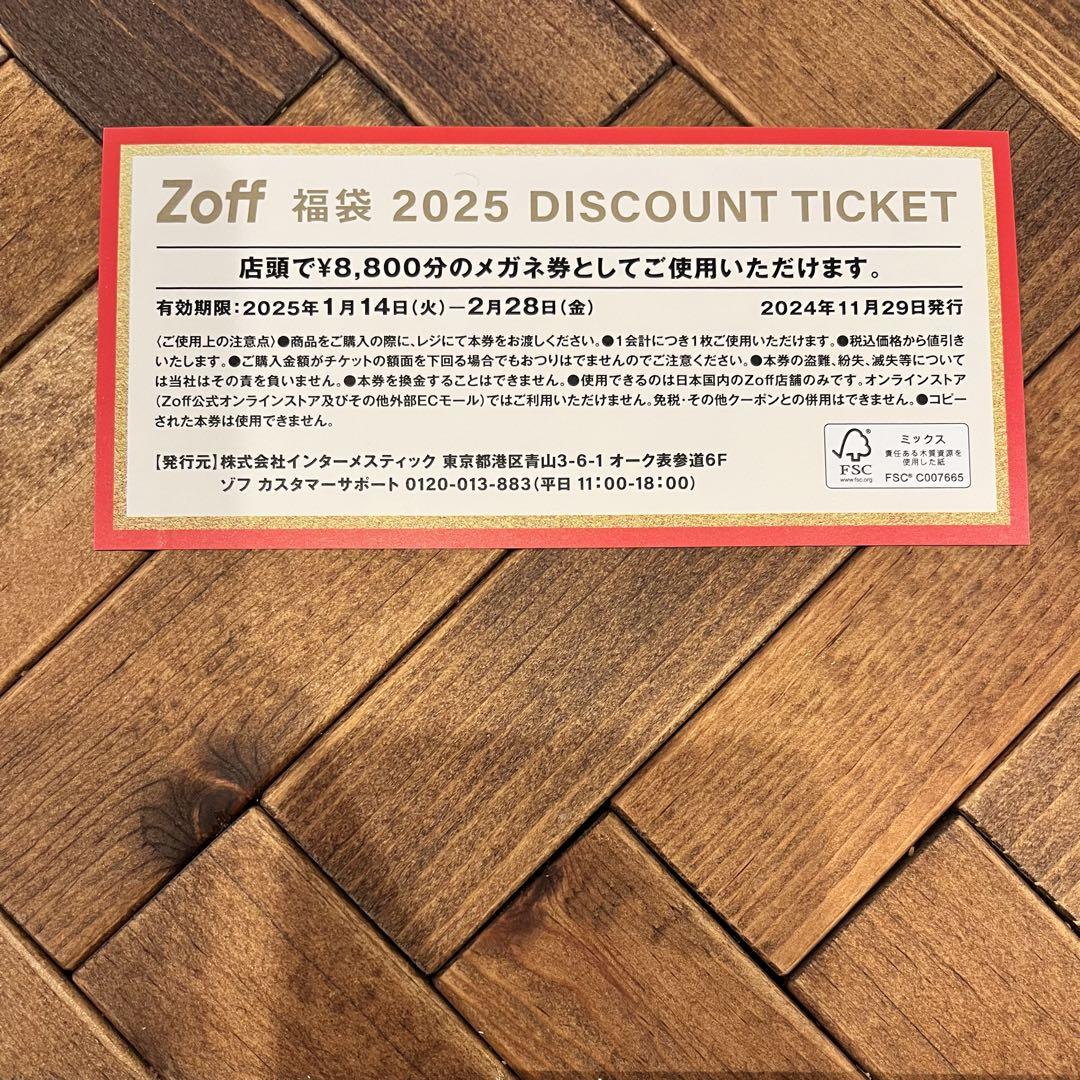 Zoff 福袋 2025 DISCOUNT TICKET
店頭で¥8,800分のメガネ券としてご使用いただけます。
有効期限:2025年1月14日(火)ー2月28日(金) 2024年11月29日発行
〈ご使用上の注意点〉●商品をご購入の際に、レジにて本券をお渡しください。●1会計につき1枚ご使用いただけます。●税込価格から値引き
いたします。●ご購入金額がチケットの額面を下回る場合でもおつりはでませんのでご注意ください。●本券の盗難、紛失、滅失等について
は当社はその責を負いません。●本券を換金することはできません。●使用できるのは日本国内のZoff店舗のみです。オンラインストア
(Zoff公式オンラインストア及びその他外部ECモール)ではご利用いただけません。免税・その他クーポンとの併用はできません。●コピー
された本券は使用できません。
【発行元】株式会社インターメスティック 東京都港区青山3-6-1 オーク表参道6F
ゾフ カスタマーサポート 0120-013-883(平日 11:00-18:00)
FSC
www.fsc.org
ミックス
責任ある木質資源を
使用した紙
FSC® C007665